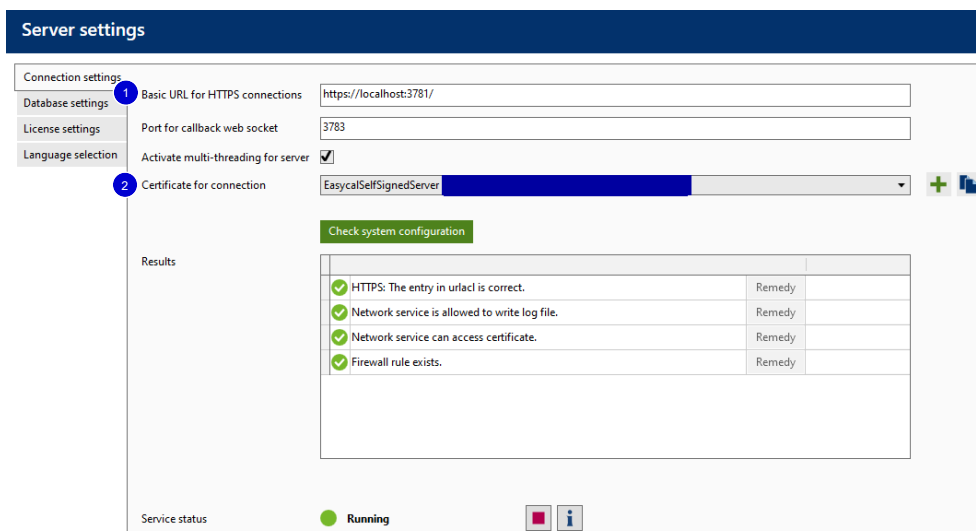 Server settings
Connection settings
Database settings
License settings
Language selection
1 Basic URL for HTTPS connections https://localhost:3781/
Port for callback web socket 3783
Activate multi-threading for server
2 Certificate for connection EasycalSelfSignedServer
Check system configuration
Results
HTTPS: The entry in urlacl is correct. Remedy
Network service is allowed to write log file. Remedy
Network service can access certificate. Remedy
Firewall rule exists. Remedy
Service status Running i